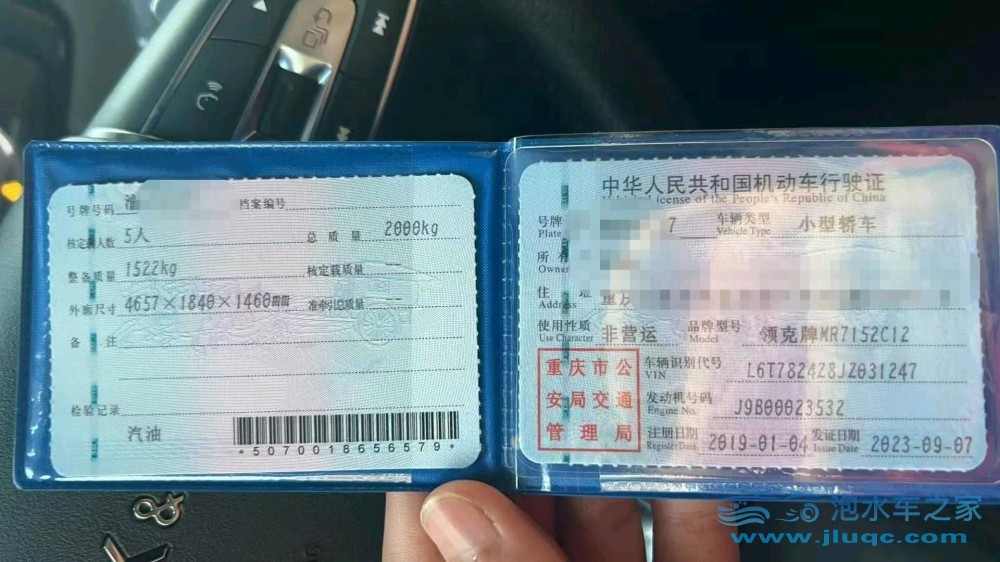 号牌号码 渝
档案编号
核定载人数 5人
总质量 2000kg
整备质量 1522kg
核定载质量 --
外廓尺寸 4657×1840×1460mm
准牵引总质量 --
备注
检验记录
汽油
*5070018656579*
中华人民共和国机动车行驶证
License of the People's Republic of China
号牌 7 车辆类型 小型轿车
Plate Vehicle Type
所有
Owner
住址 重庆
Address
使用性质 非营运 品牌型号 领克牌MR7152C12
Use Character Model
重庆市公安局交通管理局
车辆识别代号 L6T7824Z8JZ031247
VIN
发动机号码 J9B00023532
Engine No.
注册日期 2019-01-04 发证日期 2023-09-07
Register Date Issue Date
泡水车之家
www.jluqc.com